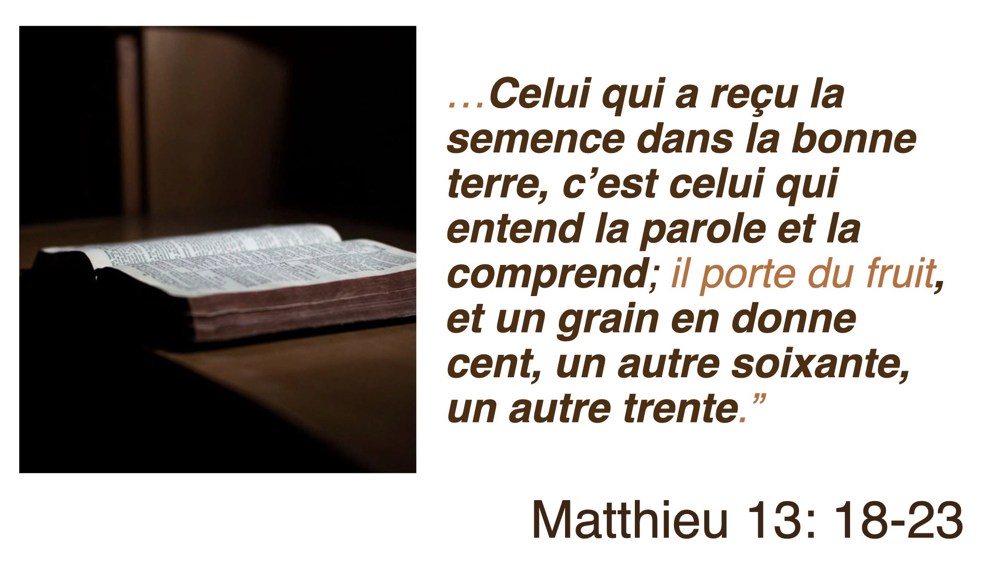 …Celui qui a reçu la
semence dans la bonne
terre, c’est celui qui
entend la parole et la
comprend; il porte du fruit,
et un grain en donne
cent, un autre soixante,
un autre trente.”
Matthieu 13: 18-23